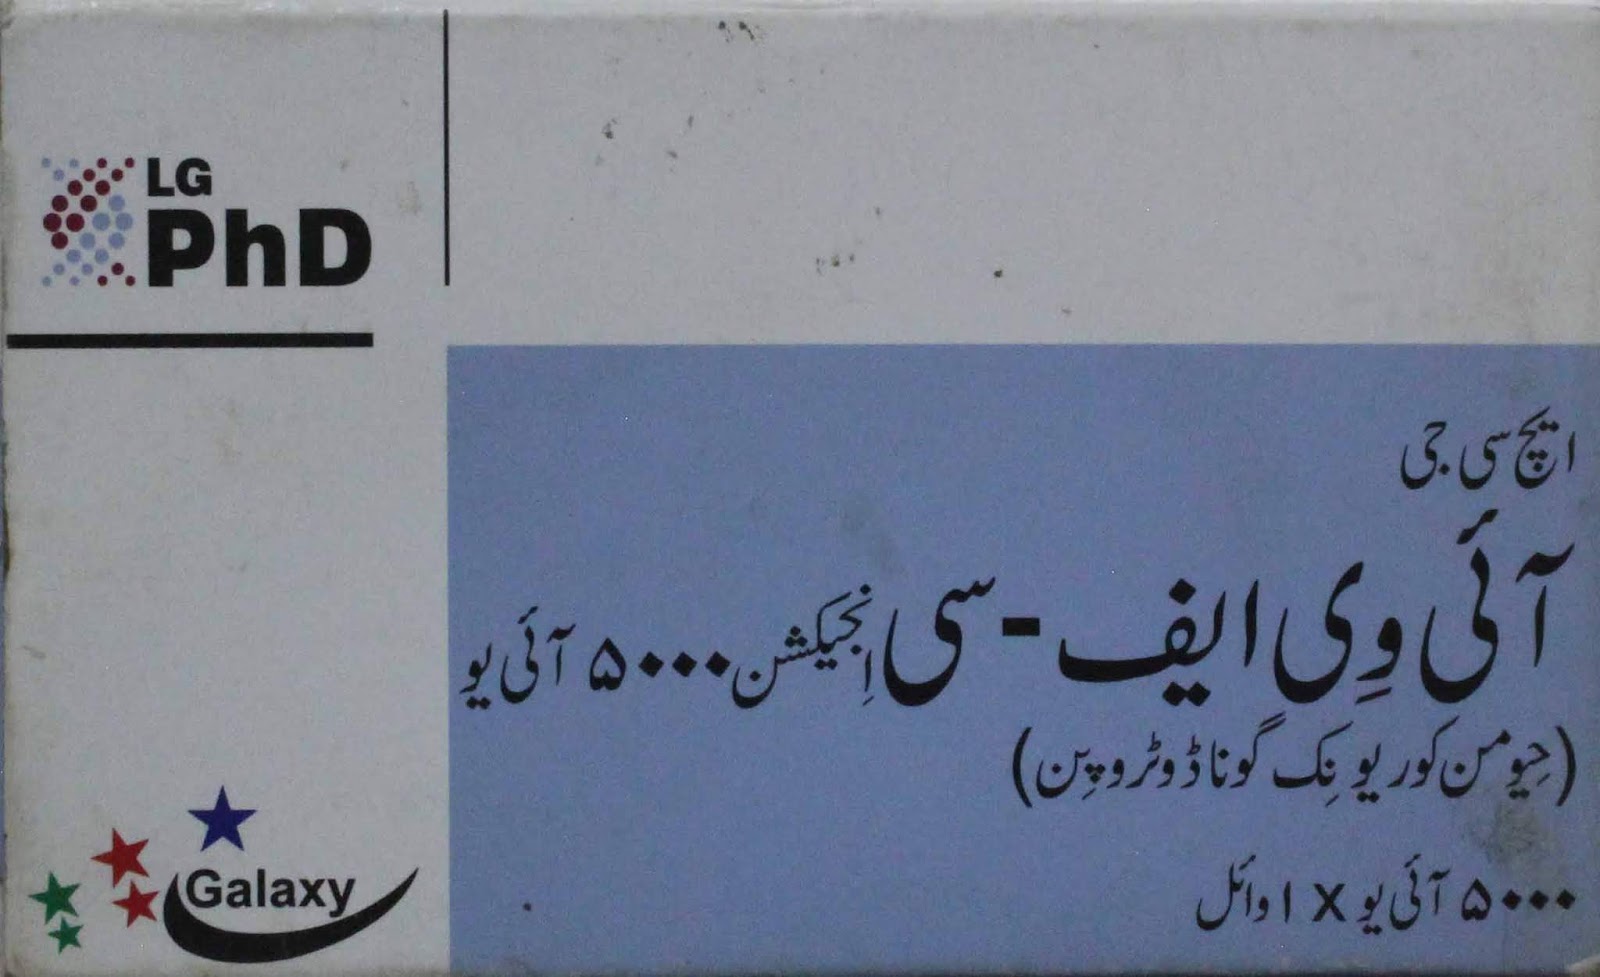 LG
PhD
ایچ سی جی
آئی وِی ایف - سی اِنجیکشن ۵۰۰۰ آئی یو
(حِیومن کوریونِک گوناڈوٹروپِن)
۵۰۰۰ آئی یو x ۱ وائل
Galaxy